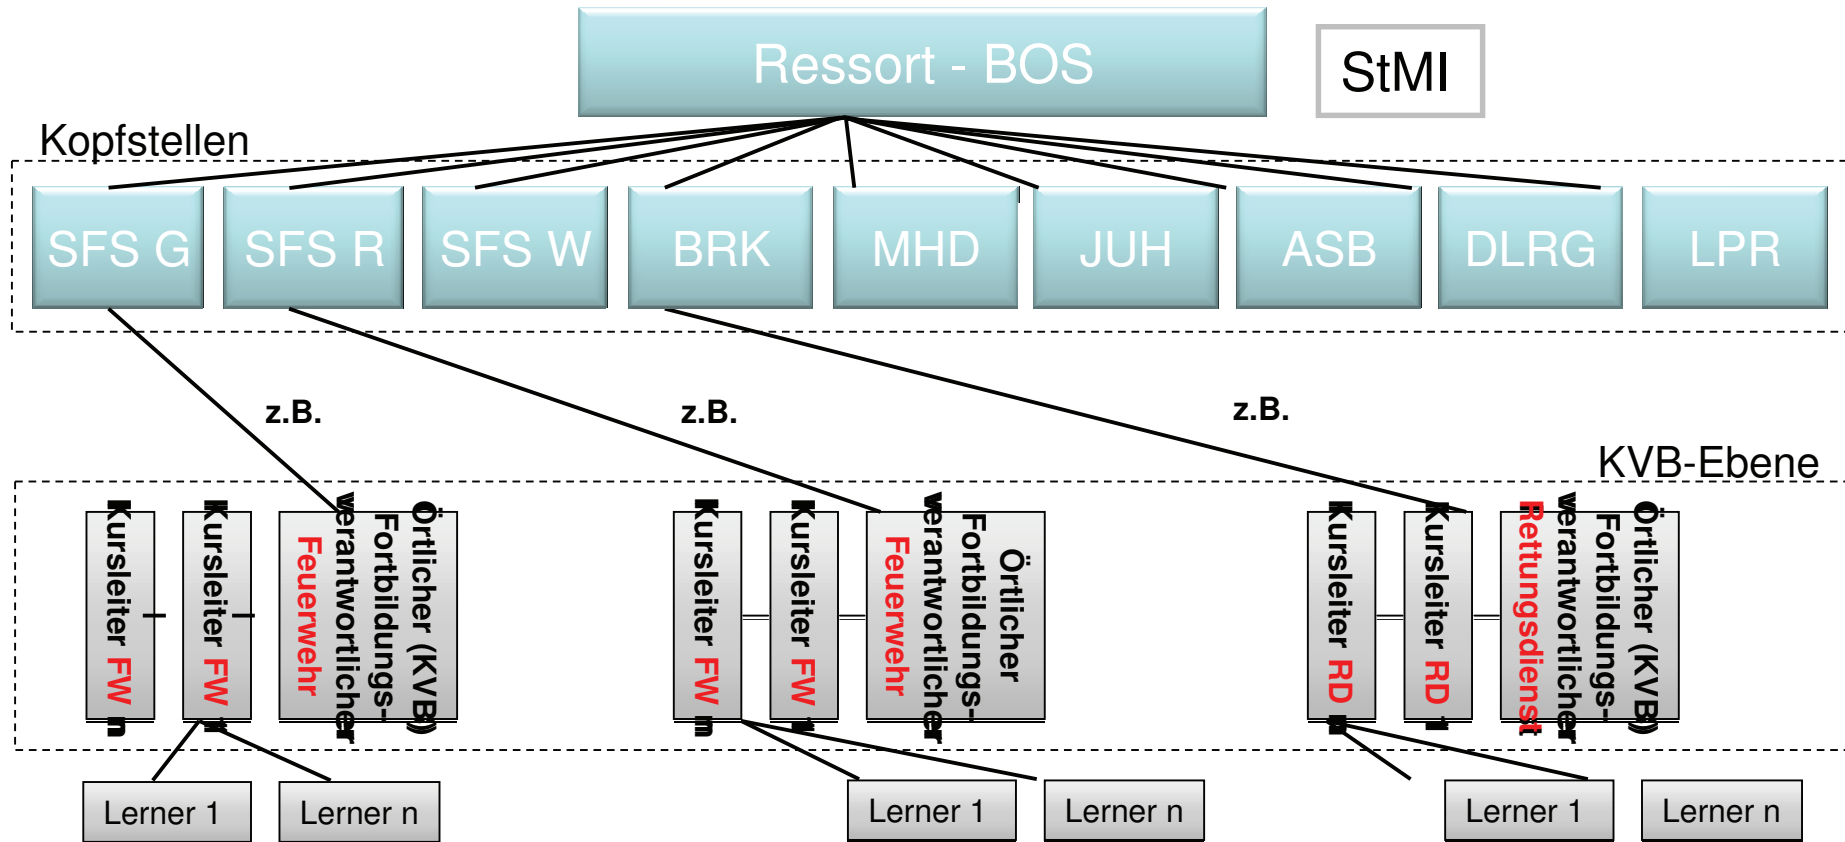 Ressort - BOS
StMI
Kopfstellen
SFS G
SFS R
SFS W
BRK
MHD
JUH
ASB
DLRG
LPR
z.B.
z.B.
z.B.
KVB-Ebene
Kursleiter FW n
Kursleiter FW 1
Örtlicher (KVB)
Fortbildungs-
verantwortlicher
Feuerwehr
Kursleiter FW n
Kursleiter FW 1
Örtlicher
Fortbildungs-
verantwortlicher
Feuerwehr
Kursleiter RD n
Kursleiter RD 1
Örtlicher (KVB)
Fortbildungs-
verantwortlicher
Rettungsdienst
Lerner 1
Lerner n
Lerner 1
Lerner n
Lerner 1
Lerner n